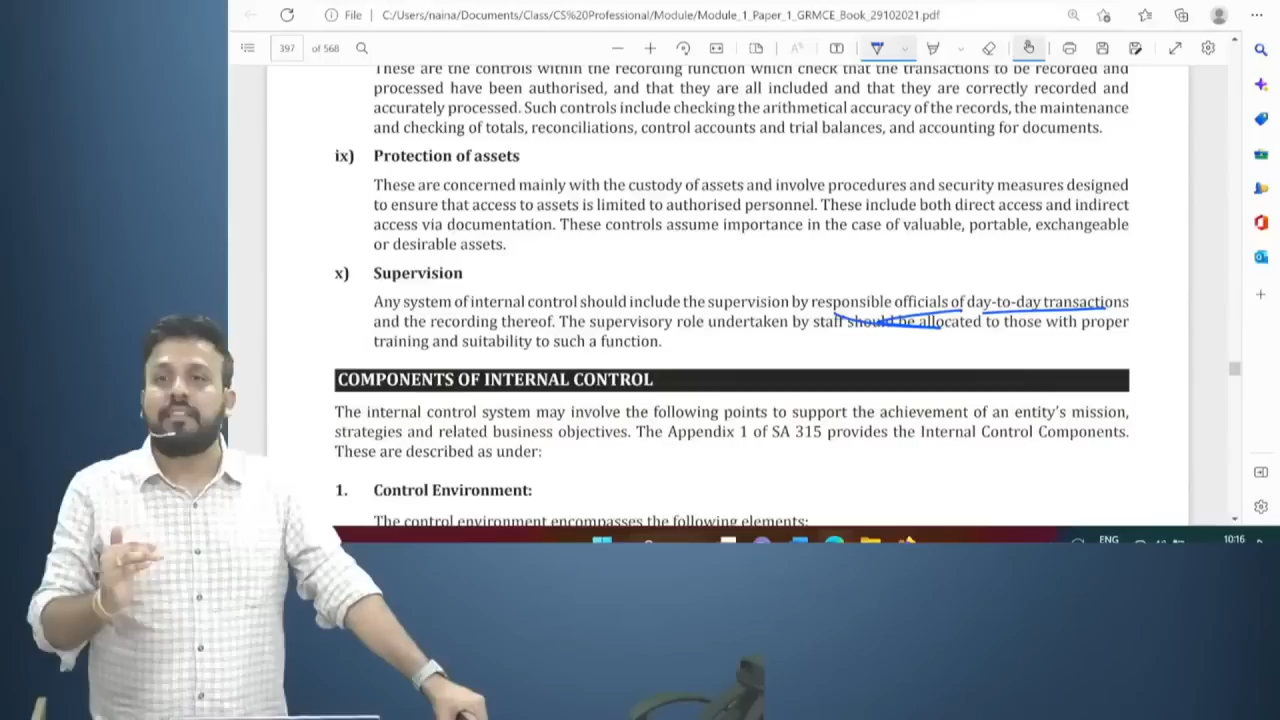 File
C:/Users/naina/Documents/Class/CS%20Professional/Module/Module_1_Paper_1_GRMCE_Book_29102021.pdf
397 of 568
These are the controls within the recording function which check that the transactions to be recorded and
processed have been authorised, and that they are all included and that they are correctly recorded and
accurately processed. Such controls include checking the arithmetical accuracy of the records, the maintenance
and checking of totals, reconciliations, control accounts and trial balances, and accounting for documents.
ix) Protection of assets
These are concerned mainly with the custody of assets and involve procedures and security measures designed
to ensure that access to assets is limited to authorised personnel. These include both direct access and indirect
access via documentation. These controls assume importance in the case of valuable, portable, exchangeable
or desirable assets.
x) Supervision
Any system of internal control should include the supervision by responsible officials of day-to-day transactions
and the recording thereof. The supervisory role undertaken by staff should be allocated to those with proper
training and suitability to such a function.
COMPONENTS OF INTERNAL CONTROL
The internal control system may involve the following points to support the achievement of an entity’s mission,
strategies and related business objectives. The Appendix 1 of SA 315 provides the Internal Control Components.
These are described as under:
1. Control Environment:
The control environment encompasses the following elements:
ENG
10:16